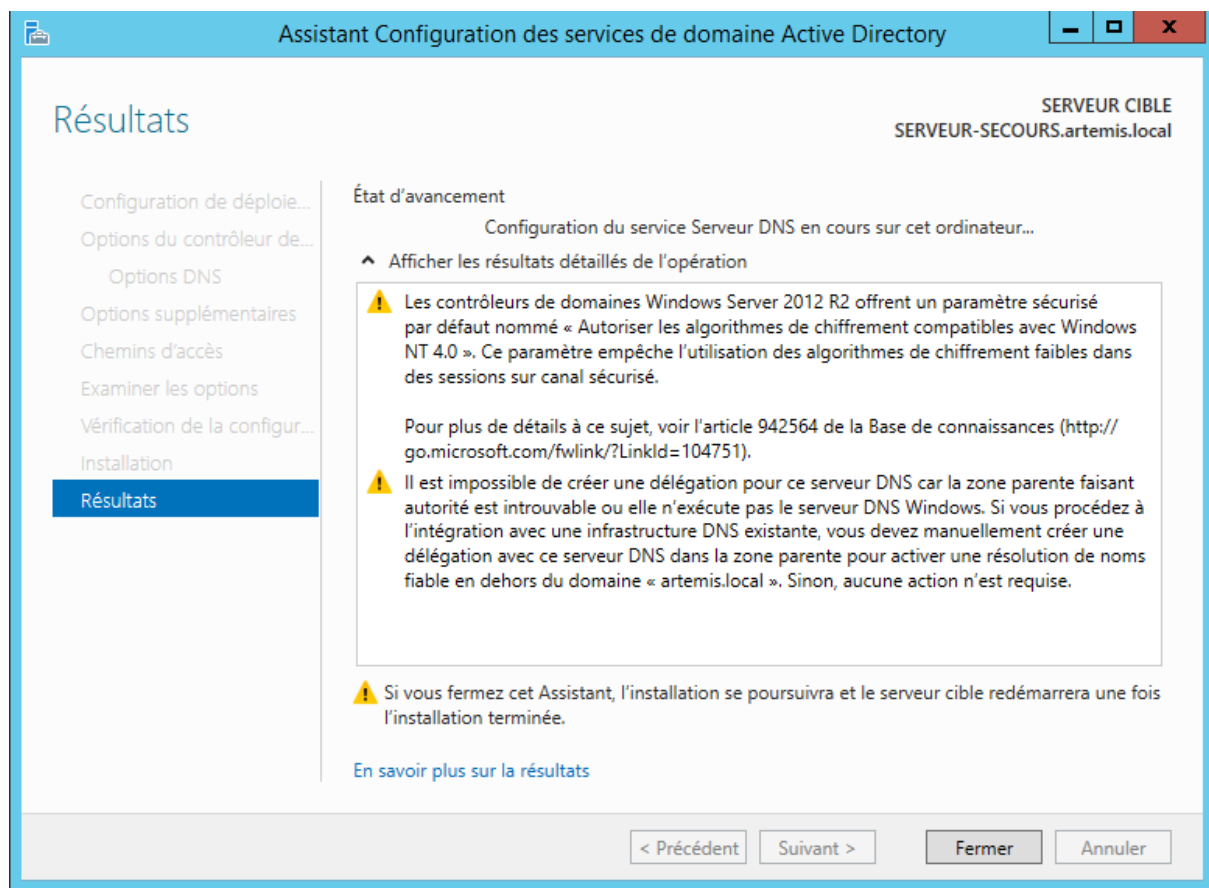 Assistant Configuration des services de domaine Active Directory
Résultats
SERVEUR CIBLE
SERVEUR-SECOURS.artemis.local
Configuration de déploie...
Options du contrôleur de...
Options DNS
Options supplémentaires
Chemins d'accès
Examiner les options
Vérification de la configur...
Installation
Résultats
État d'avancement
Configuration du service Serveur DNS en cours sur cet ordinateur...
Afficher les résultats détaillés de l'opération
Les contrôleurs de domaines Windows Server 2012 R2 offrent un paramètre sécurisé
par défaut nommé « Autoriser les algorithmes de chiffrement compatibles avec Windows
NT 4.0 ». Ce paramètre empêche l'utilisation des algorithmes de chiffrement faibles dans
des sessions sur canal sécurisé.
Pour plus de détails à ce sujet, voir l'article 942564 de la Base de connaissances (http://
go.microsoft.com/fwlink/?LinkId=104751).
Il est impossible de créer une délégation pour ce serveur DNS car la zone parente faisant
autorité est introuvable ou elle n'exécute pas le serveur DNS Windows. Si vous procédez à
l'intégration avec une infrastructure DNS existante, vous devez manuellement créer une
délégation avec ce serveur DNS dans la zone parente pour activer une résolution de noms
fiable en dehors du domaine « artemis.local ». Sinon, aucune action n'est requise.
Si vous fermez cet Assistant, l'installation se poursuivra et le serveur cible redémarrera une fois
l'installation terminée.
En savoir plus sur la résultats
< Précédent
Suivant >
Fermer
Annuler